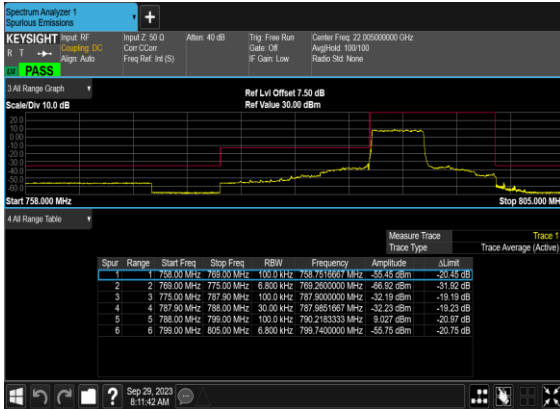 Spectrum Analyzer 1
Spurious Emissions
KEYSIGHT Input: RF Input Z: 50 Ω Atten: 40 dB Trig: Free Run Center Freq: 22.005000000 GHz
R T Coupling: DC Corr CCorr Gate: Off Avg|Hold: 100/100
Align: Auto Freq Ref: Int (S) IF Gain: Low Radio Std: None
PASS
3 All Range Graph
Ref Lvl Offset 7.50 dB
Scale/Div 10.0 dB Ref Value 30.00 dBm
20.0
10.0
0.00
-10.0
-20.0
-30.0
-40.0
-50.0
-60.0
Start 758.000 MHz Stop 805.000 MH
4 All Range Table
Measure Trace Trace 1
Trace Type Trace Average (Active)
Spur Range Start Freq Stop Freq RBW Frequency Amplitude ΔLimit
1 1 758.00 MHz 769.00 MHz 100.0 kHz 758.7516667 MHz -55.45 dBm -20.45 dB
2 2 769.00 MHz 775.00 MHz 6.800 kHz 769.2600000 MHz -66.92 dBm -31.92 dB
3 3 775.00 MHz 787.90 MHz 100.0 kHz 787.9000000 MHz -32.19 dBm -19.19 dB
4 4 787.90 MHz 788.00 MHz 30.00 kHz 787.9851667 MHz -32.23 dBm -19.23 dB
5 5 788.00 MHz 799.00 MHz 100.0 kHz 790.2183333 MHz 9.027 dBm -20.97 dB
6 6 799.00 MHz 805.00 MHz 6.800 kHz 799.7400000 MHz -55.75 dBm -20.75 dB
?
Sep 29, 2023
8:11:42 AM